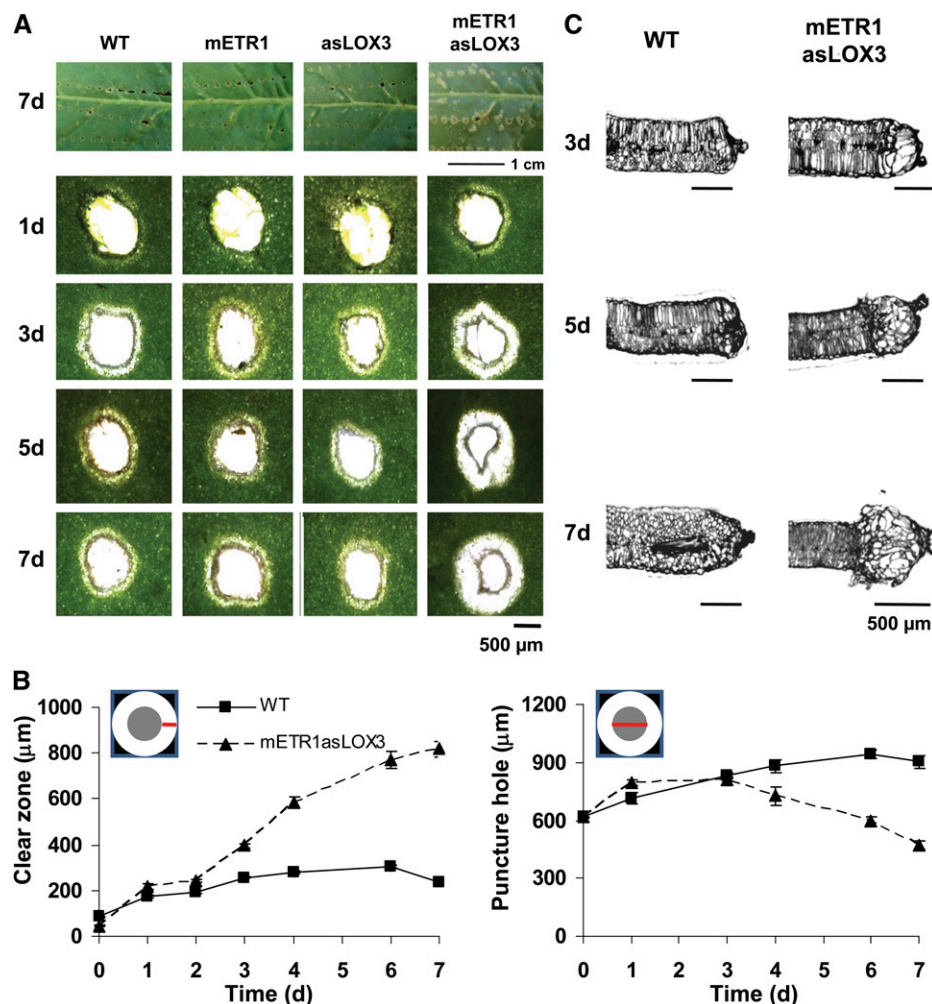 A
WT
mETR1
asLOX3
mETR1
asLOX3
7d
1 cm
1d
3d
5d
7d
500 µm
C
WT
mETR1
asLOX3
3d
5d
7d
500 µm
B
WT
mETR1asLOX3
Clear zone (µm)
1000
800
600
400
200
0
0 1 2 3 4 5 6 7
Time (d)
Puncture hole (µm)
1200
900
600
300
0
0 1 2 3 4 5 6 7
Time (d)